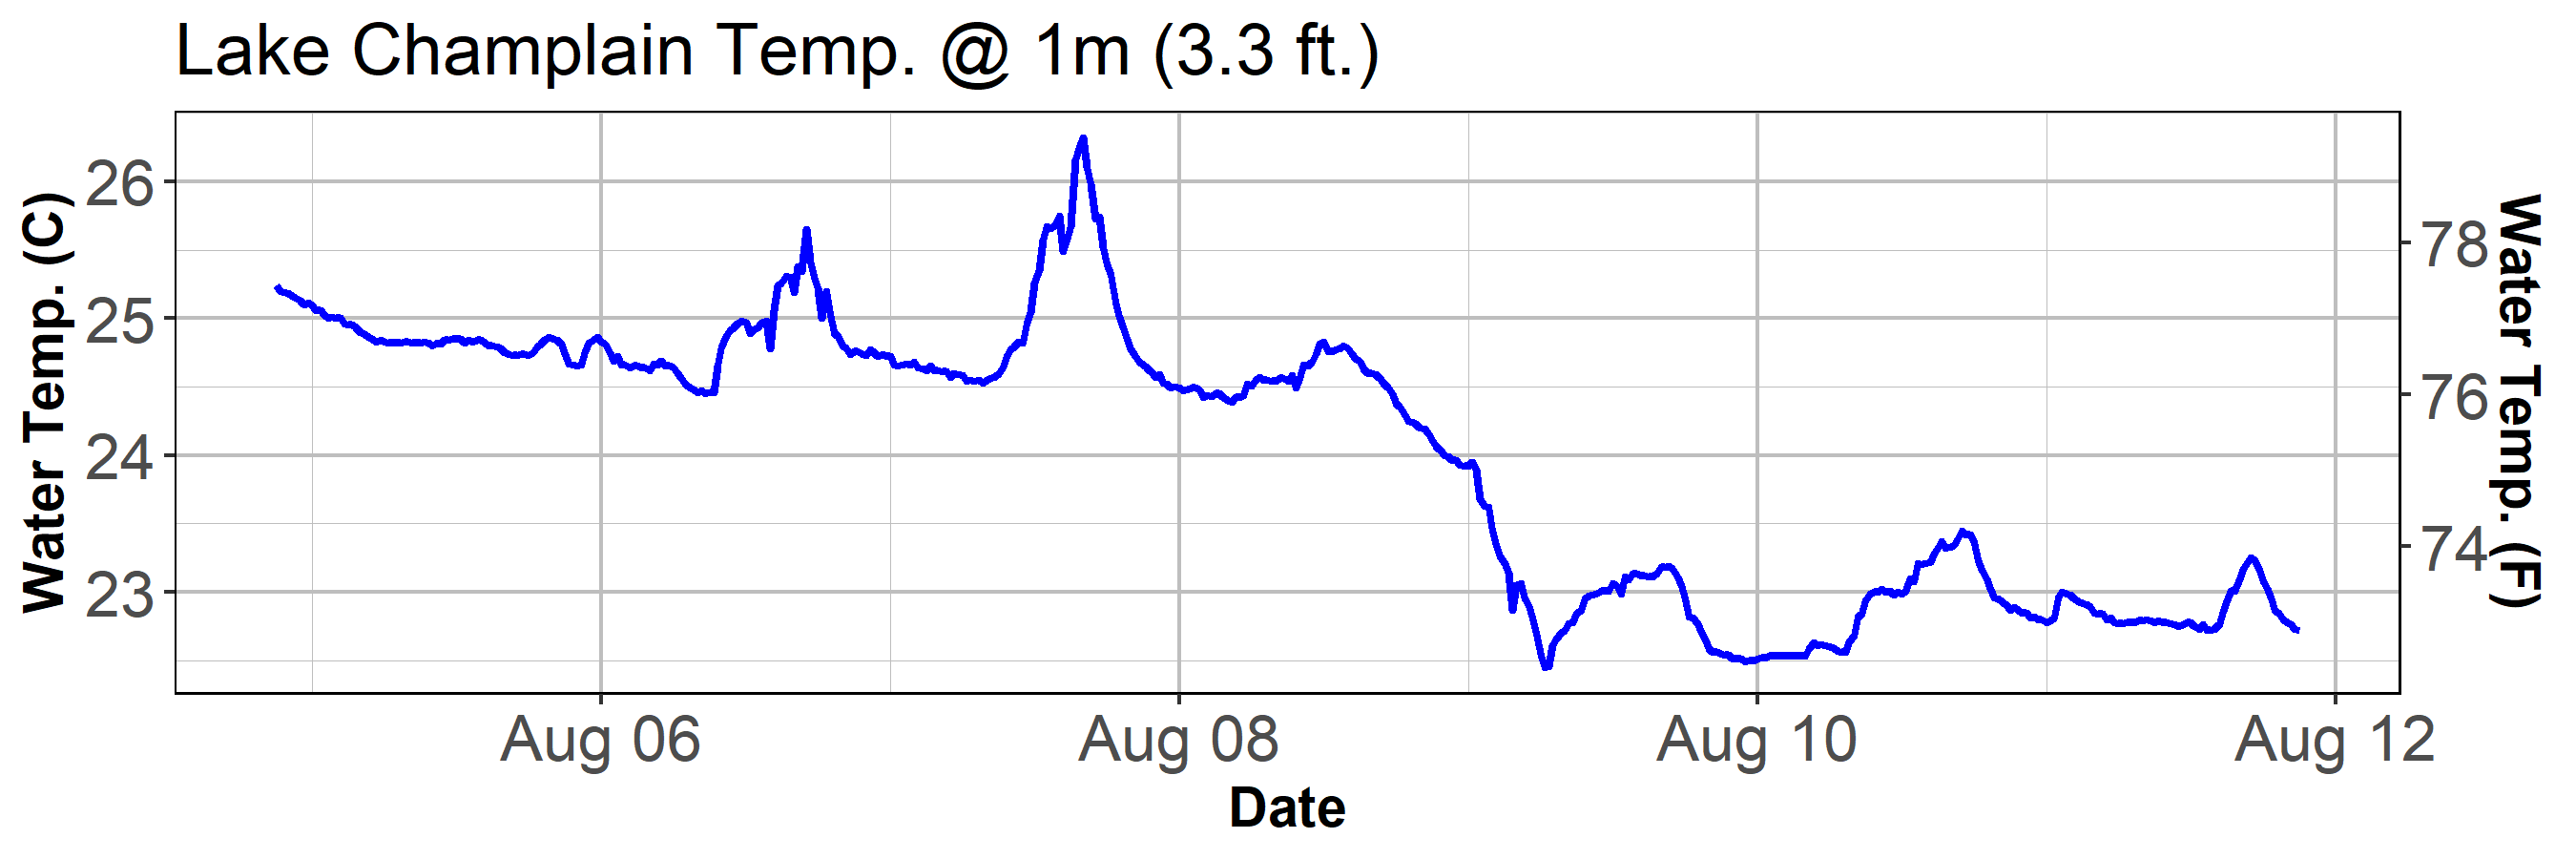 Lake Champlain Temp. @ 1m (3.3 ft.)
Water Temp. (C)
26
25
24
23
78
76
74
Water Temp. (F)
Aug 06
Aug 08
Aug 10
Aug 12
Date